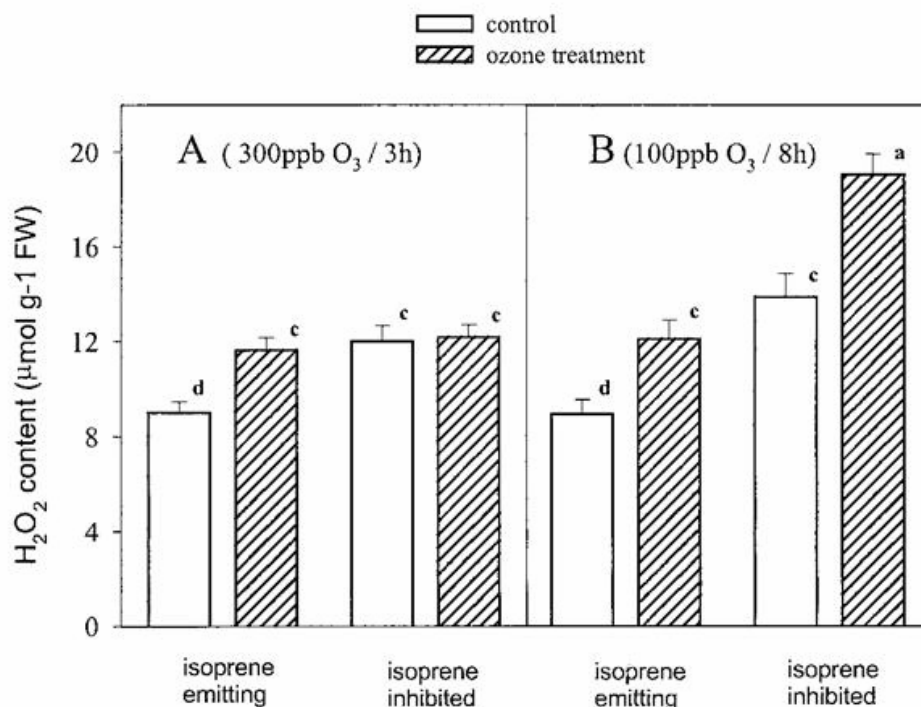 control
ozone treatment
A ( 300ppb O₃ / 3h)
B (100ppb O₃ / 8h)
H₂O₂ content (μmol g-1 FW)
20
16
12
8
4
0
d
c
c
c
d
c
c
a
isoprene emitting
isoprene inhibited
isoprene emitting
isoprene inhibited